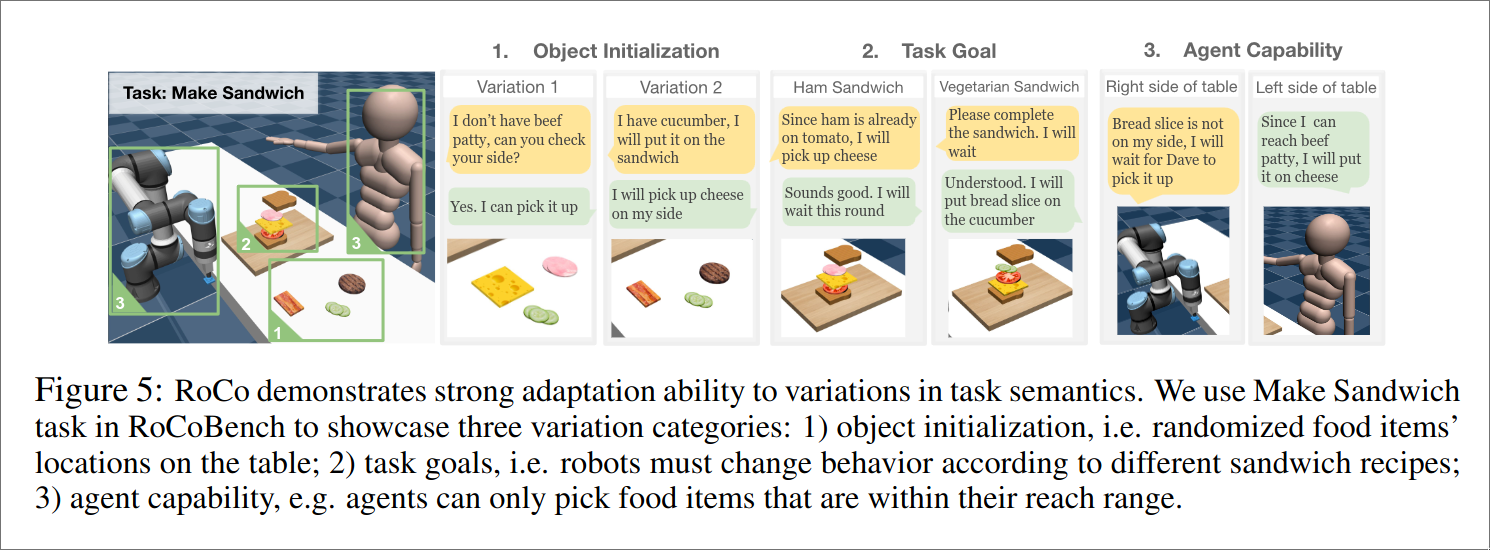 1. Object Initialization
2. Task Goal
3. Agent Capability
Task: Make Sandwich
3
2
3
1
Variation 1
I don’t have beef
patty, can you check
your side?
Yes. I can pick it up
Variation 2
I have cucumber, I
will put it on the
sandwich
I will pick up cheese
on my side
Ham Sandwich
Since ham is already
on tomato, I will
pick up cheese
Sounds good. I will
wait this round
Vegetarian Sandwich
Please complete
the sandwich. I will
wait
Understood. I will
put bread slice on
the cucumber
Right side of table
Bread slice is not
on my side, I will
wait for Dave to
pick it up
Left side of table
Since I can
reach beef
patty, I will put
it on cheese
Figure 5: RoCo demonstrates strong adaptation ability to variations in task semantics. We use Make Sandwich
task in RoCoBench to showcase three variation categories: 1) object initialization, i.e. randomized food items’
locations on the table; 2) task goals, i.e. robots must change behavior according to different sandwich recipes;
3) agent capability, e.g. agents can only pick food items that are within their reach range.